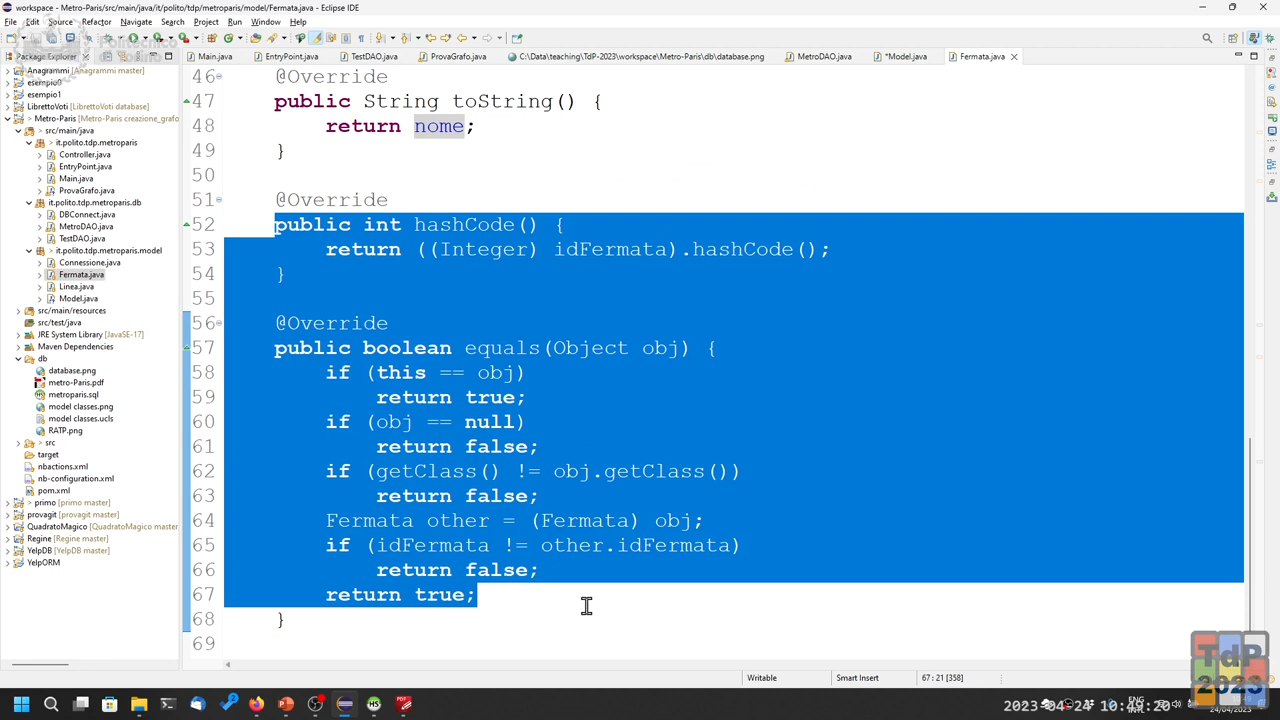 workspace - Metro-Paris/src/main/java/it/polito/tdp/metroparis/model/Fermata.java - Eclipse IDE
File Edit Source Refactor Navigate Search Project Run Window Help
Package Explorer
Main.java EntryPoint.java TestDAO.java ProvaGrafo.java C:\Data\teaching\TdP-2023\workspace\Metro-Paris\db\database.png MetroDAO.java *Model.java Fermata.java
Anagrammi [Anagrammi master]
esempio0
esempio1
LibrettoVoti [LibrettoVoti database]
Metro-Paris [Metro-Paris creazione_grafo
src/main/java
it.polito.tdp.metroparis
Controller.java
EntryPoint.java
Main.java
ProvaGrafo.java
it.polito.tdp.metroparis.db
DBConnect.java
MetroDAO.java
TestDAO.java
it.polito.tdp.metroparis.model
Connessione.java
Fermata.java
Linea.java
Model.java
src/main/resources
src/test/java
JRE System Library [JavaSE-17]
Maven Dependencies
db
database.png
metro-Paris.pdf
metroparis.sql
model classes.png
model classes.ucls
RATP.png
src
target
nbactions.xml
nb-configuration.xml
pom.xml
primo [primo master]
provagit [provagit master]
QuadratoMagico [QuadratoMagico master]
Regine [Regine master]
YelpDB [YelpDB master]
YelpORM
46 @Override
47 public String toString() {
48 return nome;
49 }
50
51 @Override
52 public int hashCode() {
53 return ((Integer) idFermata).hashCode();
54 }
55
56 @Override
57 public boolean equals(Object obj) {
58 if (this == obj)
59 return true;
60 if (obj == null)
61 return false;
62 if (getClass() != obj.getClass())
63 return false;
64 Fermata other = (Fermata) obj;
65 if (idFermata != other.idFermata)
66 return false;
67 return true;
68 }
69
Writable Smart Insert 67 : 21 [358]
TdP
2023
ENG
2023-04-24
24/04/2023